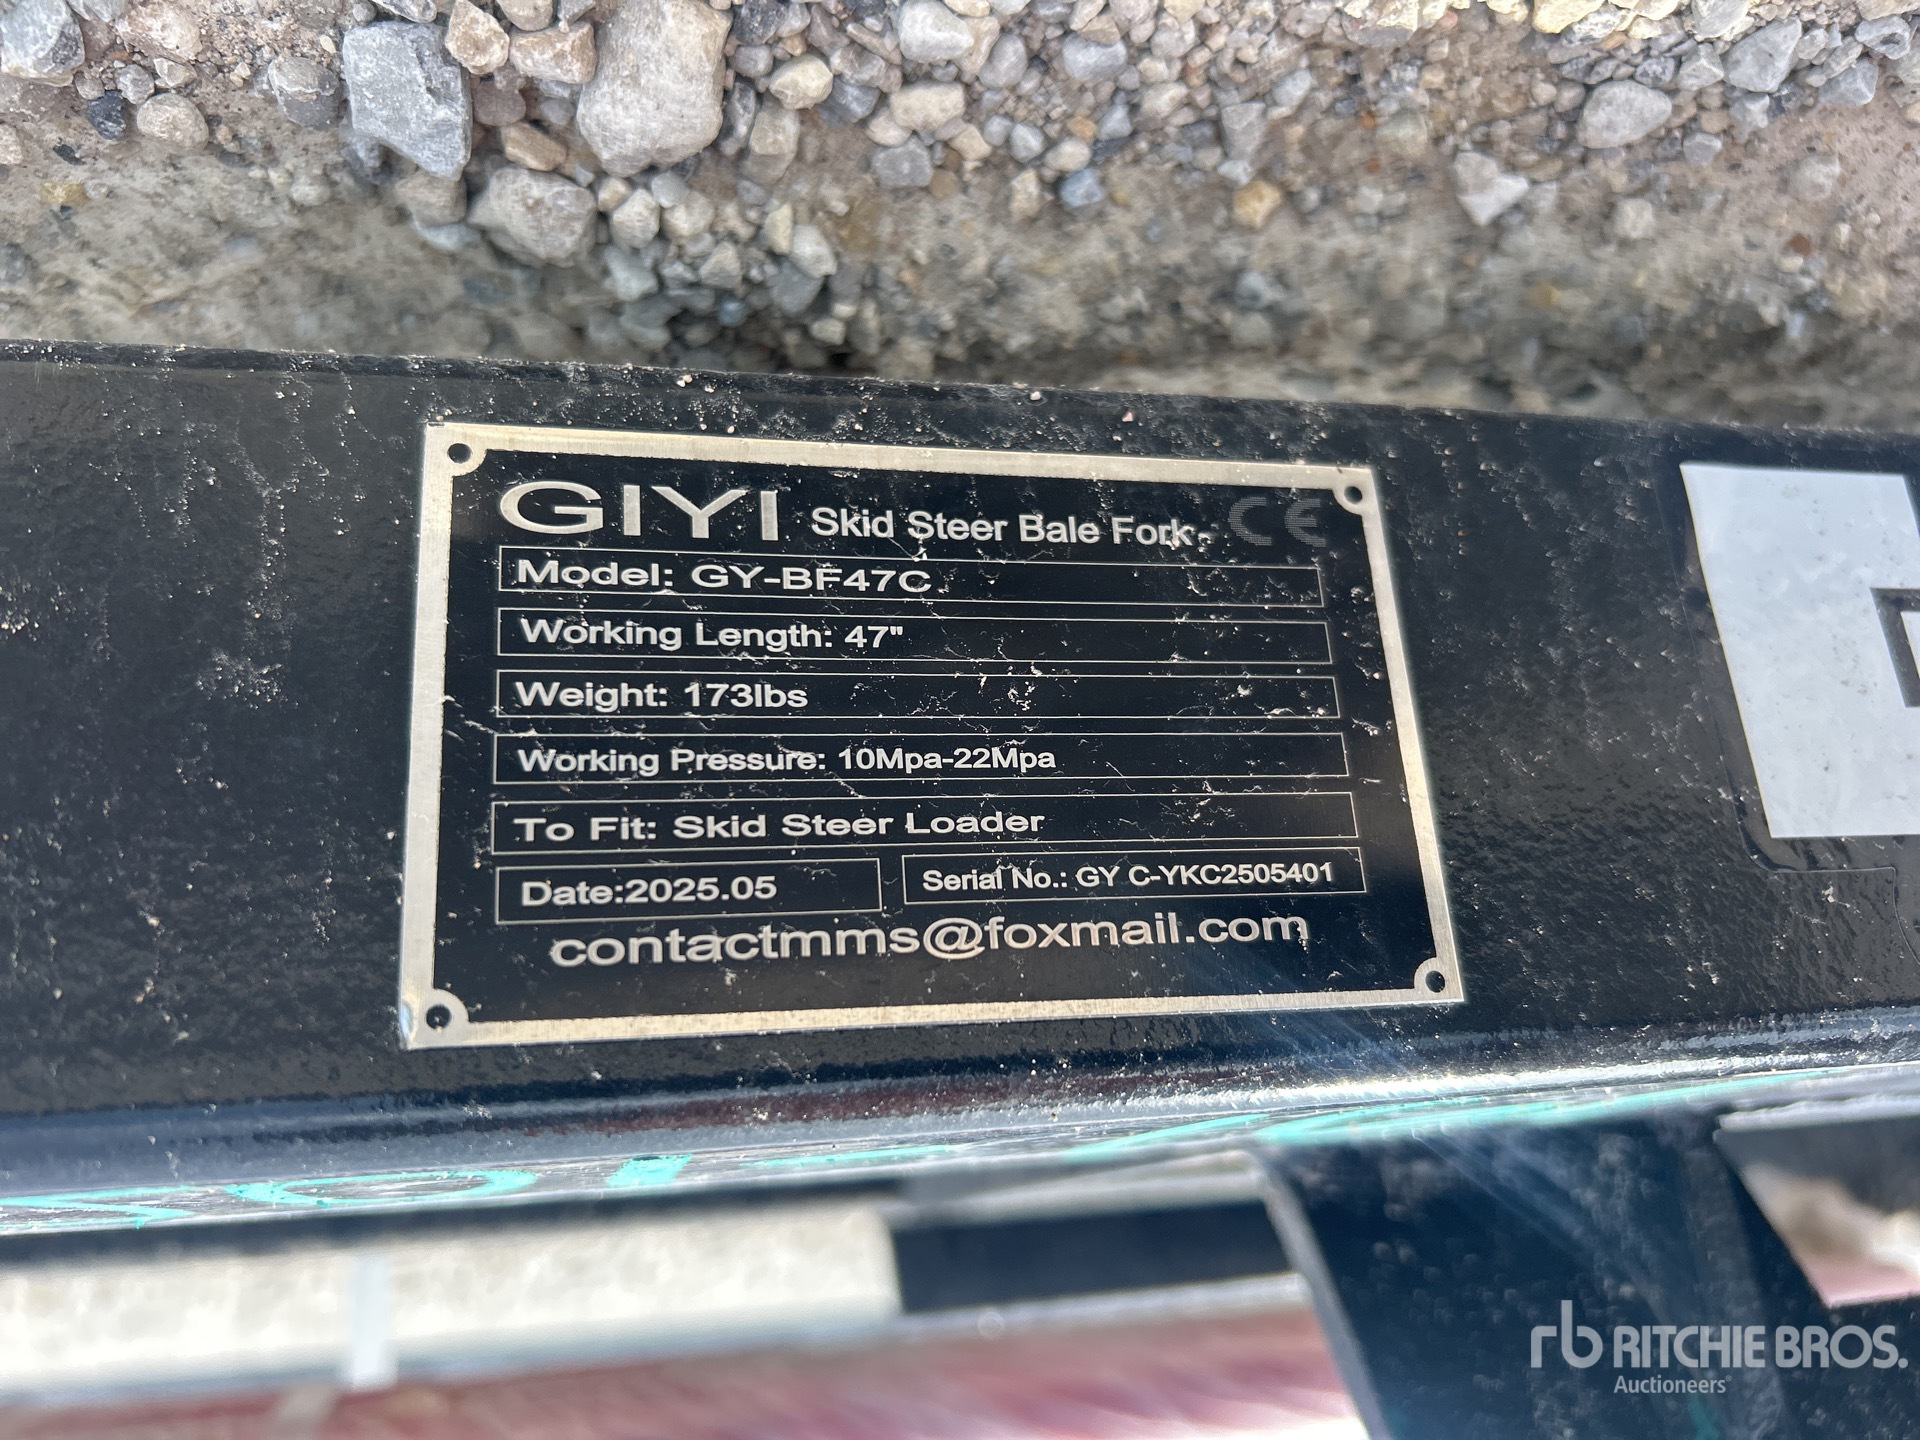 GIYI Skid Steer Bale Fork CE
Model: GY-BF47C
Working Length: 47"
Weight: 173lbs
Working Pressure: 10Mpa-22Mpa
To Fit: Skid Steer Loader
Date:2025.05 Serial No.: GY C-YKC2505401
contactmms@foxmail.com
rb RITCHIE BROS.
Auctioneers